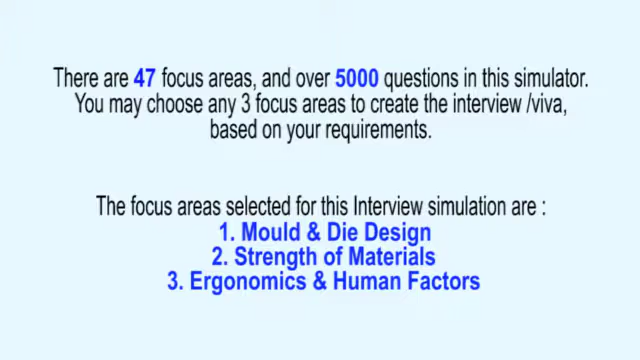 There are 47 focus areas, and over 5000 questions in this simulator.
You may choose any 3 focus areas to create the interview /viva,
based on your requirements.
The focus areas selected for this Interview simulation are :
1. Mould & Die Design
2. Strength of Materials
3. Ergonomics & Human Factors